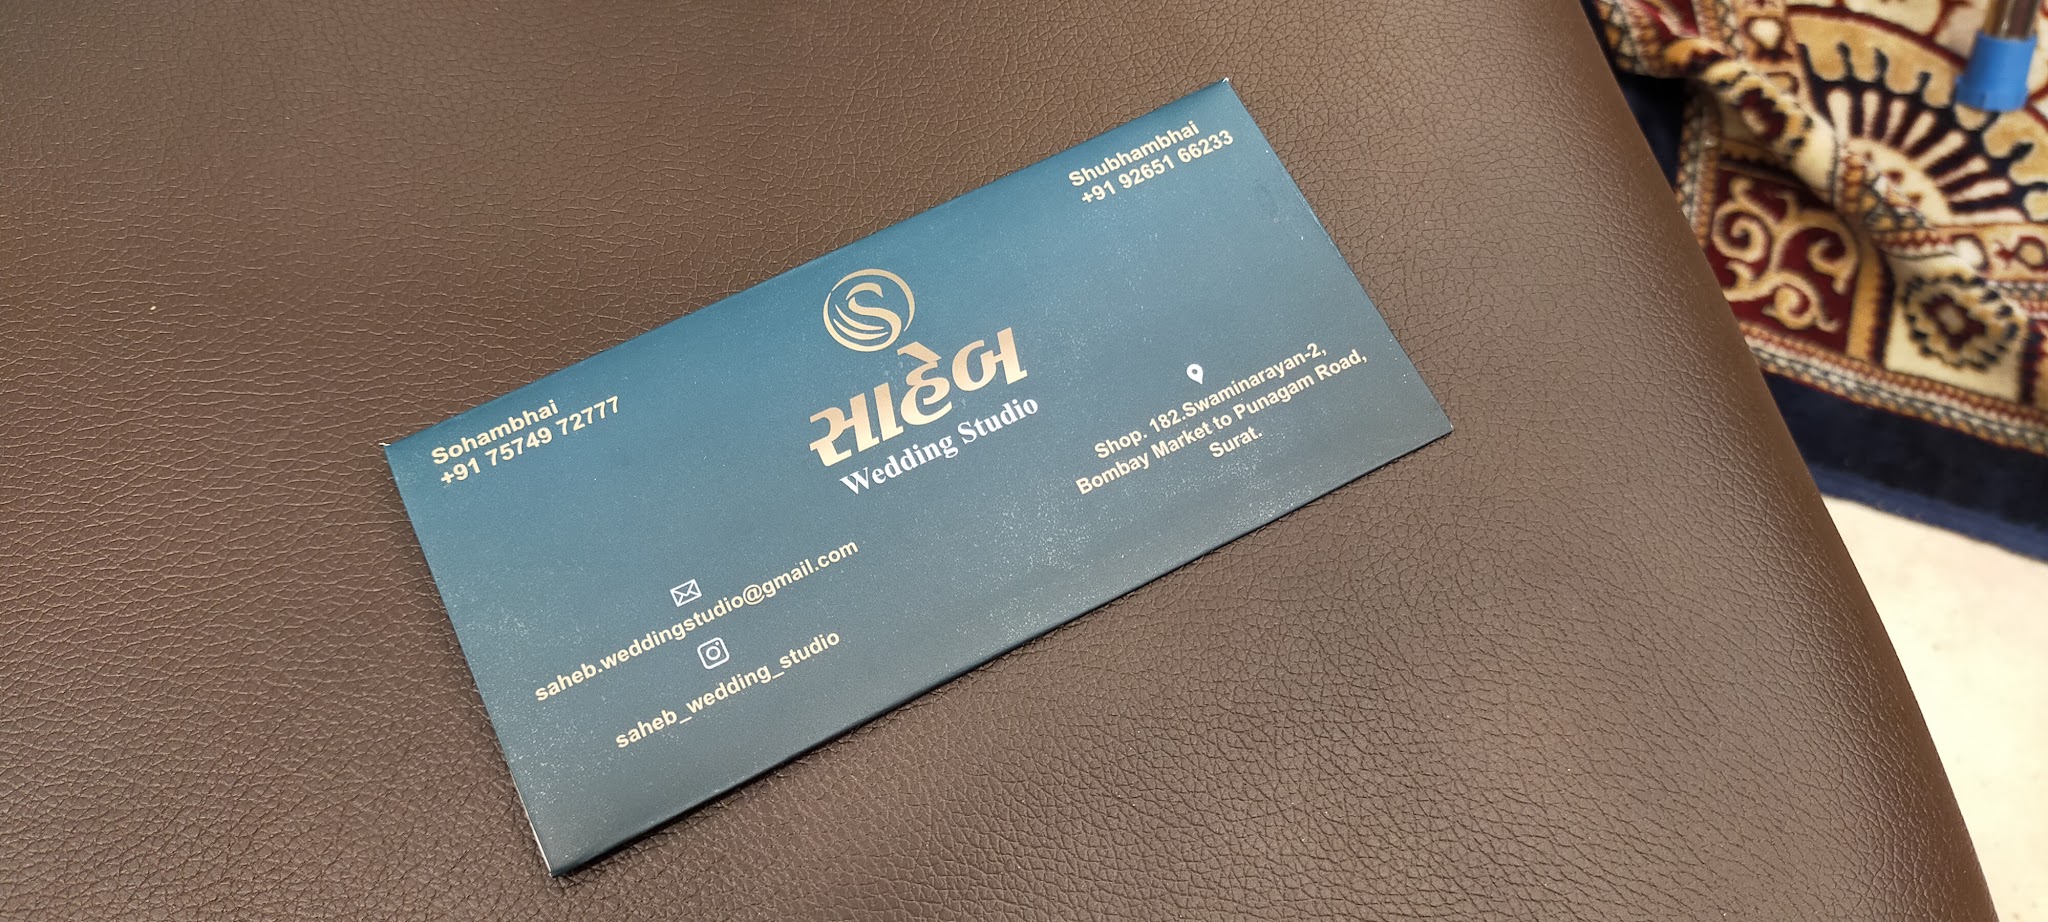 Sohambhai
+91 75749 72777
Shubhambhai
+91 92651 66233
S
સાહેબ
Wedding Studio
saheb.weddingstudio@gmail.com
saheb_wedding_studio
Shop. 182.Swaminarayan-2,
Bombay Market to Punagam Road,
Surat.